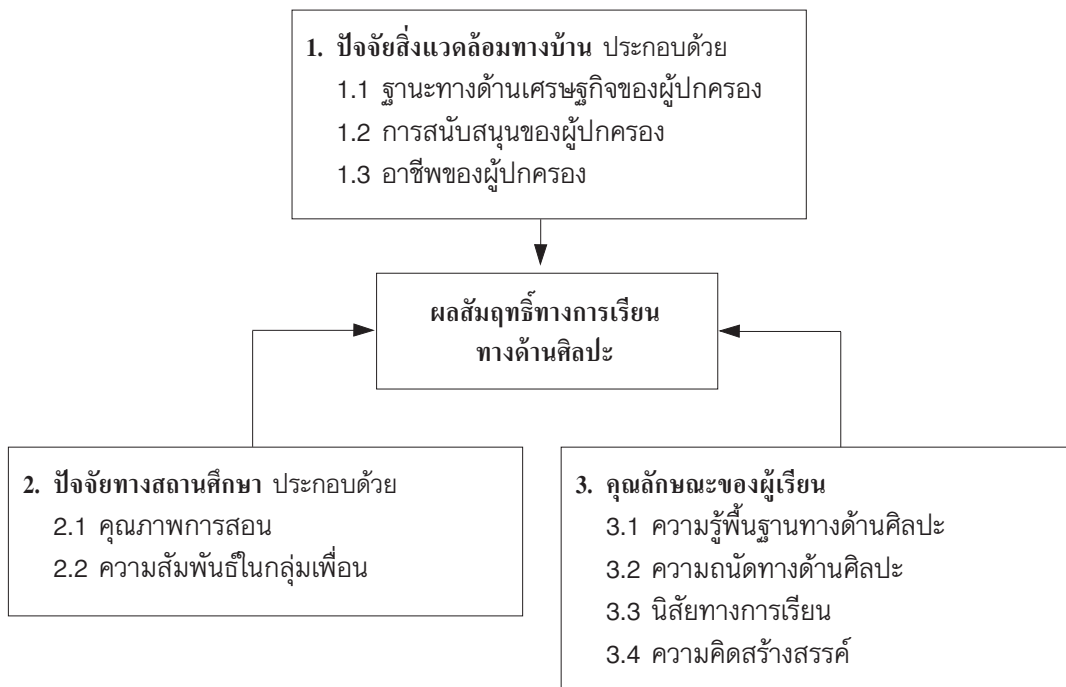 1. ปัจจัยสิ่งแวดล้อมทางบ้าน ประกอบด้วย
1.1 ฐานะทางด้านเศรษฐกิจของผู้ปกครอง
1.2 การสนับสนุนของผู้ปกครอง
1.3 อาชีพของผู้ปกครอง
ผลสัมฤทธิ์ทางการเรียน
ทางด้านศิลปะ
2. ปัจจัยทางสถานศึกษา ประกอบด้วย
2.1 คุณภาพการสอน
2.2 ความสัมพันธ์ในกลุ่มเพื่อน
3. คุณลักษณะของผู้เรียน
3.1 ความรู้พื้นฐานทางด้านศิลปะ
3.2 ความถนัดทางด้านศิลปะ
3.3 นิสัยทางการเรียน
3.4 ความคิดสร้างสรรค์